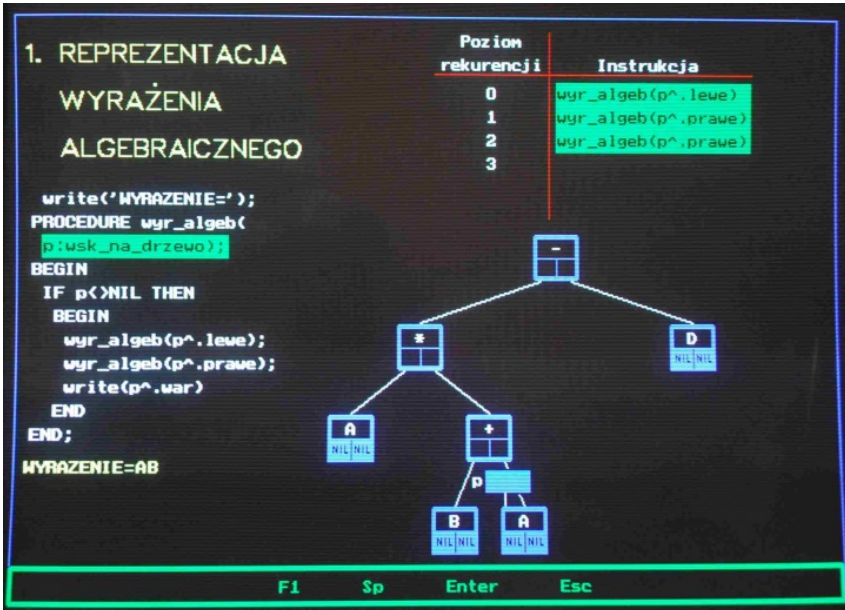 1. REPREZENTACJA
WYRAŻENIA
ALGEBRAICZNEGO
Poziom
rekurencji
Instrukcja
0 wyr_algeb(p^.lewe)
1 wyr_algeb(p^.prawe)
2 wyr_algeb(p^.prawe)
3
write('WYRAZENIE=');
PROCEDURE wyr_algeb(
p:wsk_na_drzewo);
BEGIN
IF p<>NIL THEN
BEGIN
wyr_algeb(p^.lewe);
wyr_algeb(p^.prawe);
write(p^.war)
END
END;
WYRAZENIE=AB
-
* D
NIL NIL
A +
NIL NIL
p
B A
NIL NIL NIL NIL
F1 Sp Enter Esc